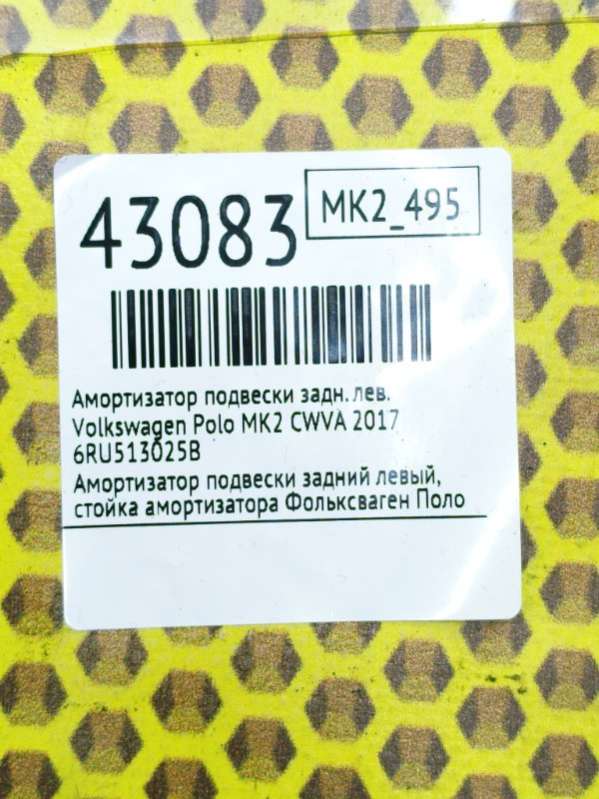 43083
MK2_495
Амортизатор подвески задн. лев.
Volkswagen Polo MK2 CWVA 2017
6RU513025B
Амортизатор подвески задний левый,
стойка амортизатора Фольксваген Поло